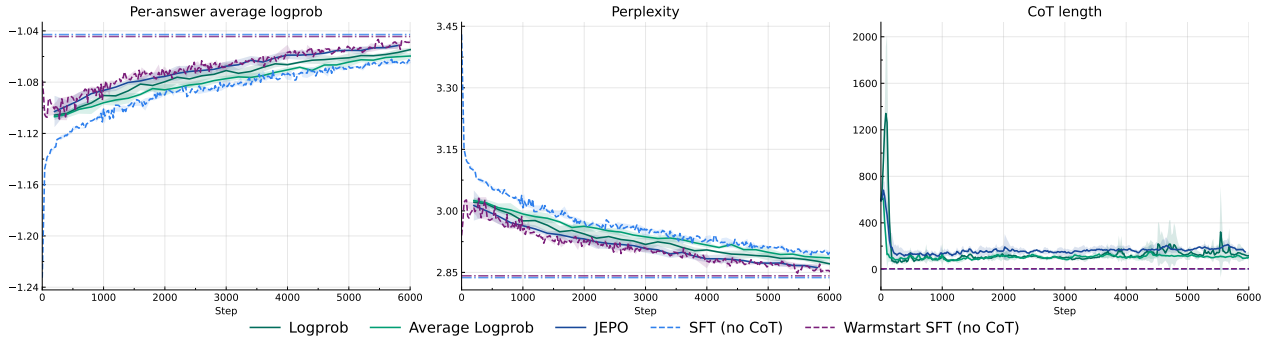 Per-answer average logprob
−1.04
−1.08
−1.12
−1.16
−1.20
−1.24
0 1000 2000 3000 4000 5000 6000
Step
Perplexity
3.45
3.30
3.15
3.00
2.85
0 1000 2000 3000 4000 5000 6000
Step
CoT length
2000
1600
1200
800
400
0
0 1000 2000 3000 4000 5000 6000
Step
Logprob Average Logprob JEPO SFT (no CoT) Warmstart SFT (no CoT)